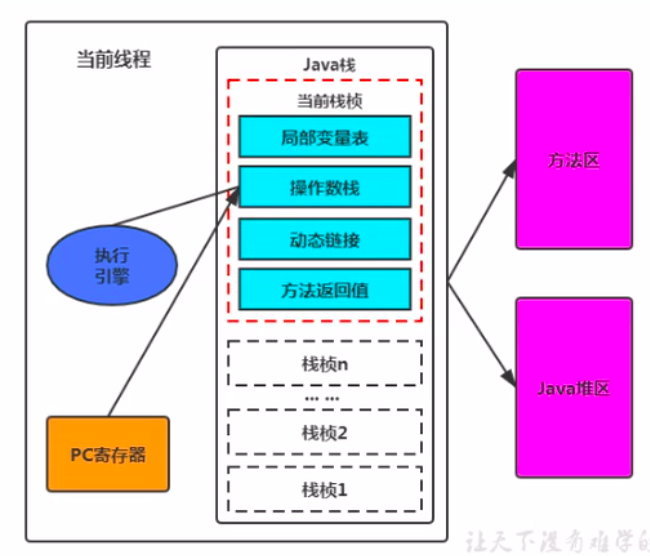 当前线程
Java栈
当前栈桢
局部变量表
操作数栈
动态链接
方法返回值
执行
引擎
PC寄存器
栈桢n
... ...
栈桢2
栈桢1
方法区
Java堆区
让天下没有难学的